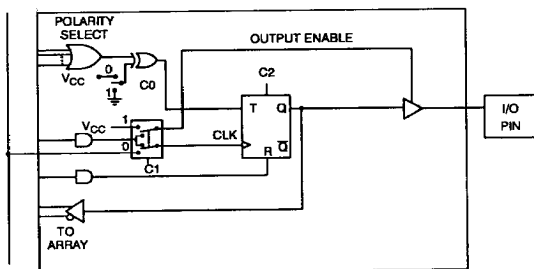 POLARITY
SELECT
OUTPUT ENABLE
VCC
0
1
C0
C2
T
Q
I/O
PIN
VCC
1
0
CLK
R
Q
C1
TO
ARRAY